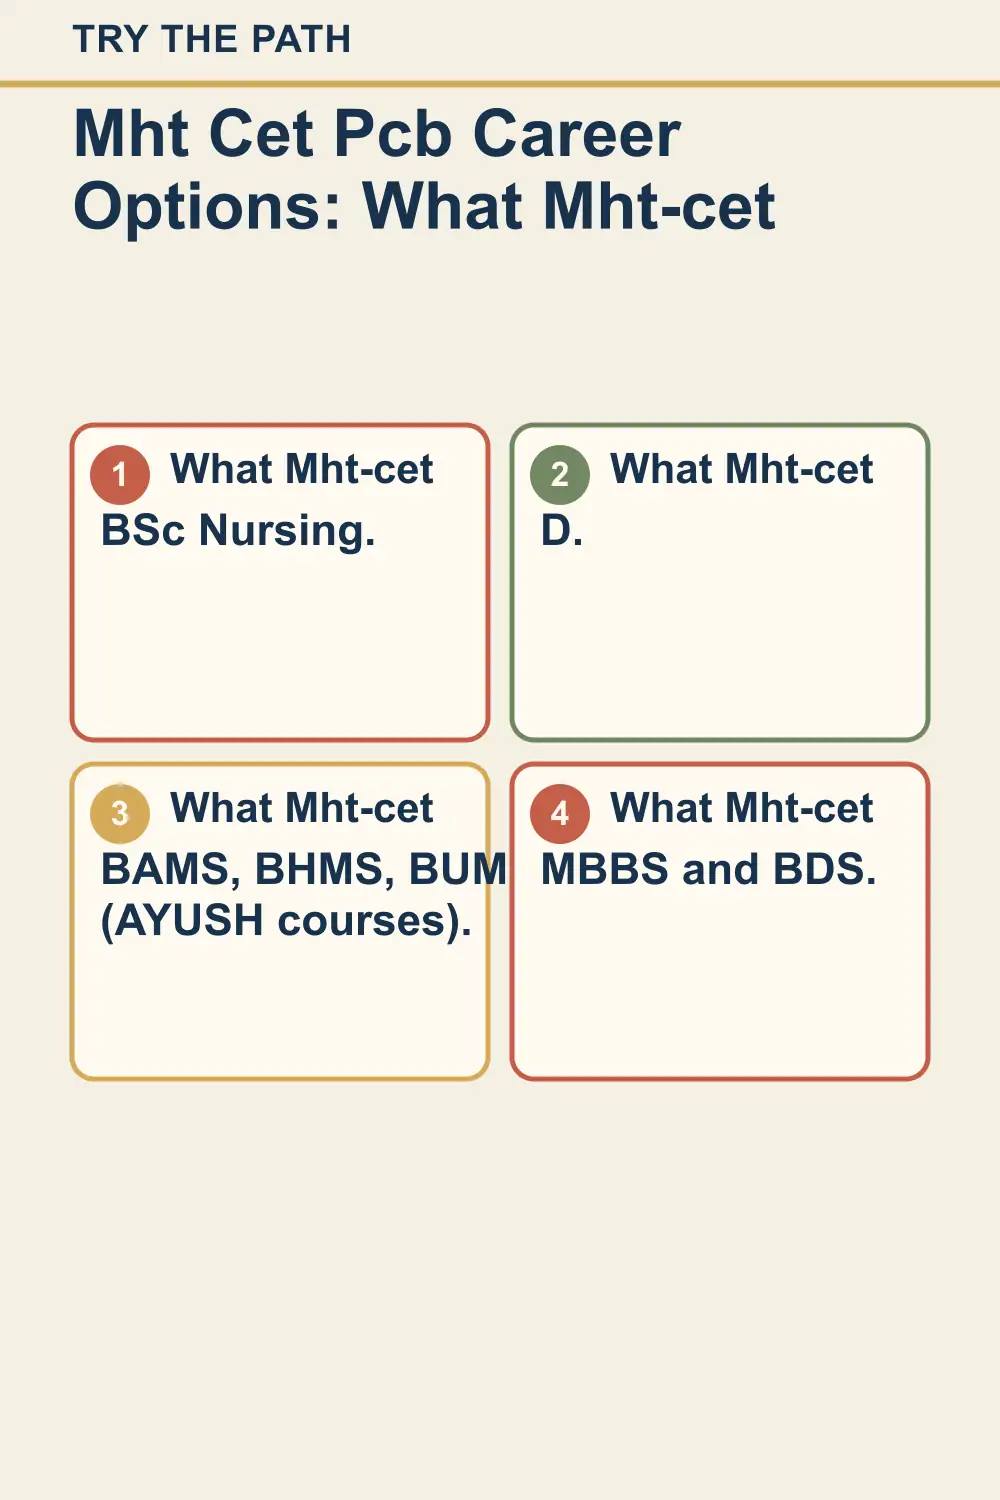 TRY THE PATH
Mht Cet Pcb Career
Options: What Mht-cet
1 What Mht-cet
BSc Nursing.
2 What Mht-cet
D.
3 What Mht-cet
BAMS, BHMS, BUM
(AYUSH courses).
4 What Mht-cet
MBBS and BDS.